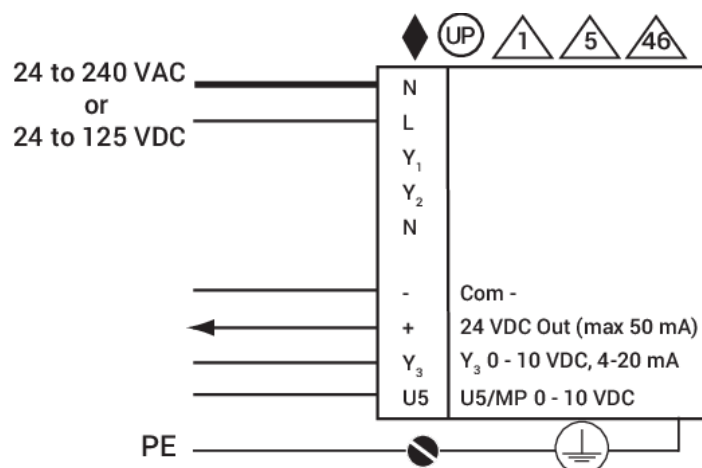 UP 1 5 46
24 to 240 VAC
or
24 to 125 VDC
N
L
Y₁
Y₂
N
- Com -
+ 24 VDC Out (max 50 mA)
Y₃ Y₃ 0 - 10 VDC, 4-20 mA
U5 U5/MP 0 - 10 VDC
PE